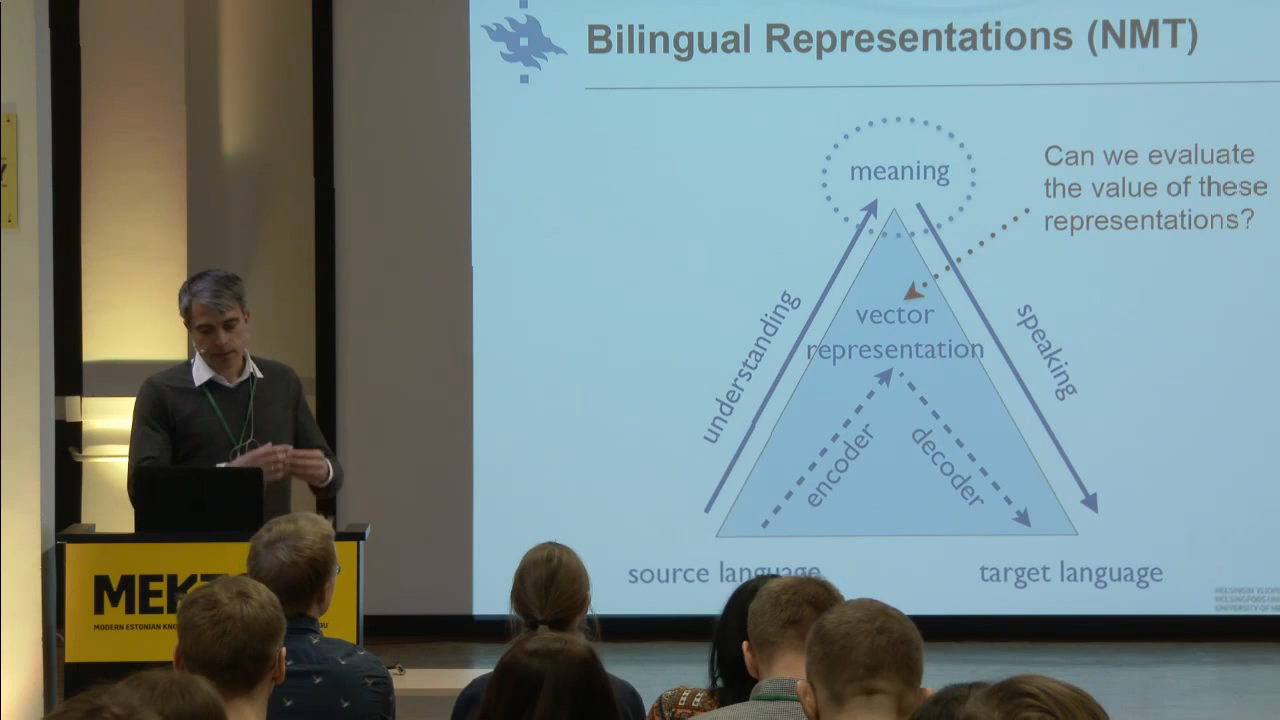 Bilingual Representations (NMT)
meaning
Can we evaluate
the value of these
representations?
understanding
speaking
vector
representation
encoder
decoder
source language
target language
MODERN ESTONIAN